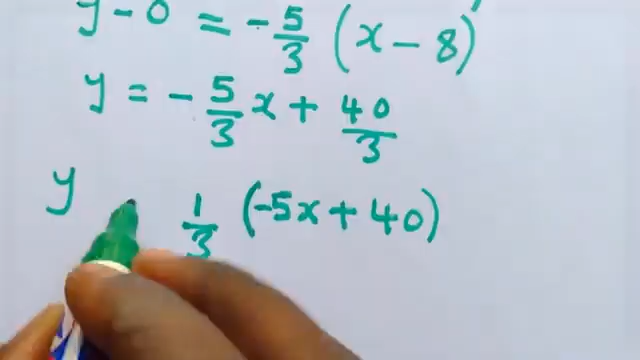 y - 0 = -5/3 (x - 8)
y = -5/3 x + 40/3
y 1/3 (-5x + 40)